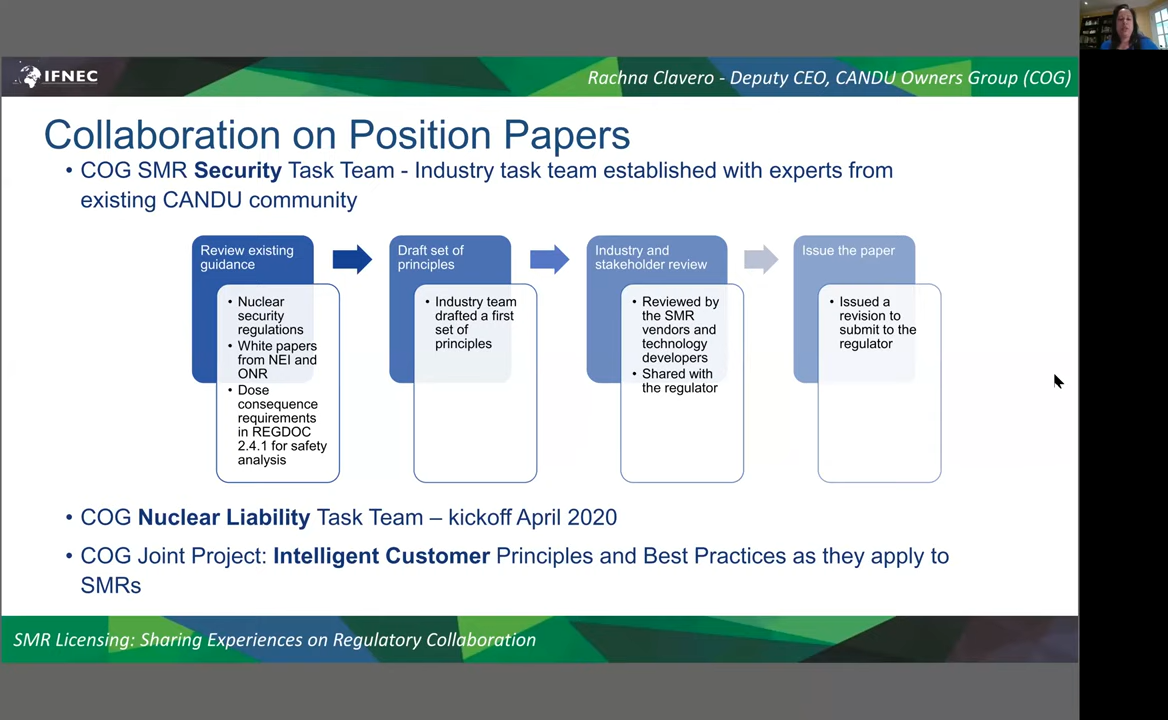 IFNEC
Rachna Clavero - Deputy CEO, CANDU Owners Group (COG)
Collaboration on Position Papers
• COG SMR Security Task Team - Industry task team established with experts from
existing CANDU community
Review existing
guidance
• Nuclear
security
regulations
• White papers
from NEI and
ONR
• Dose
consequence
requirements
in REGDOC
2.4.1 for safety
analysis
Draft set of
principles
• Industry team
drafted a first
set of
principles
Industry and
stakeholder review
• Reviewed by
the SMR
vendors and
technology
developers
• Shared with
the regulator
Issue the paper
• Issued a
revision to
submit to the
regulator
• COG Nuclear Liability Task Team – kickoff April 2020
• COG Joint Project: Intelligent Customer Principles and Best Practices as they apply to
SMRs
SMR Licensing: Sharing Experiences on Regulatory Collaboration